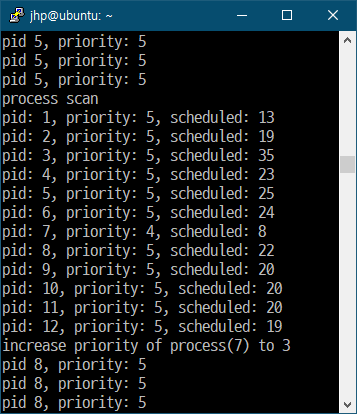 jhp@ubuntu: ~
pid 5, priority: 5
pid 5, priority: 5
pid 5, priority: 5
process scan
pid: 1, priority: 5, scheduled: 13
pid: 2, priority: 5, scheduled: 19
pid: 3, priority: 5, scheduled: 35
pid: 4, priority: 5, scheduled: 23
pid: 5, priority: 5, scheduled: 25
pid: 6, priority: 5, scheduled: 24
pid: 7, priority: 4, scheduled: 8
pid: 8, priority: 5, scheduled: 22
pid: 9, priority: 5, scheduled: 20
pid: 10, priority: 5, scheduled: 20
pid: 11, priority: 5, scheduled: 20
pid: 12, priority: 5, scheduled: 19
increase priority of process(7) to 3
pid 8, priority: 5
pid 8, priority: 5
pid 8, priority: 5